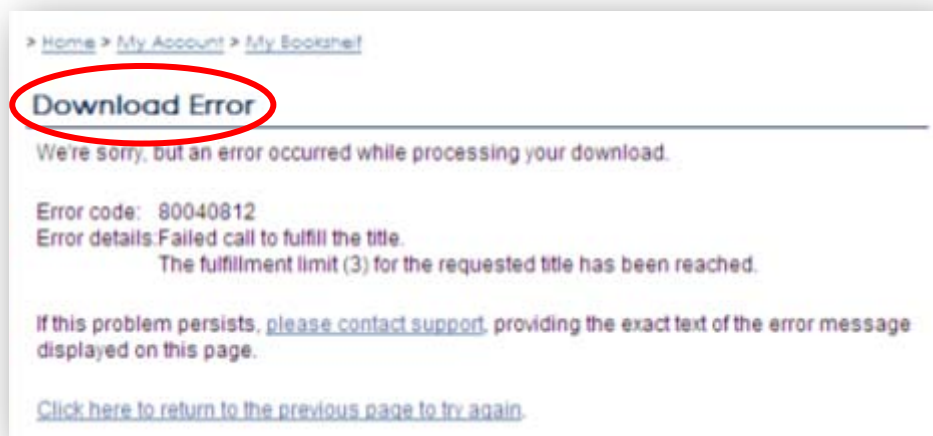 > Home > My Account > My Bookshelf
Download Error
We're sorry, but an error occurred while processing your download.
Error code: 80040812
Error details:Failed call to fulfill the title.
The fulfillment limit (3) for the requested title has been reached.
If this problem persists, please contact support, providing the exact text of the error message
displayed on this page.
Click here to return to the previous page to try again.